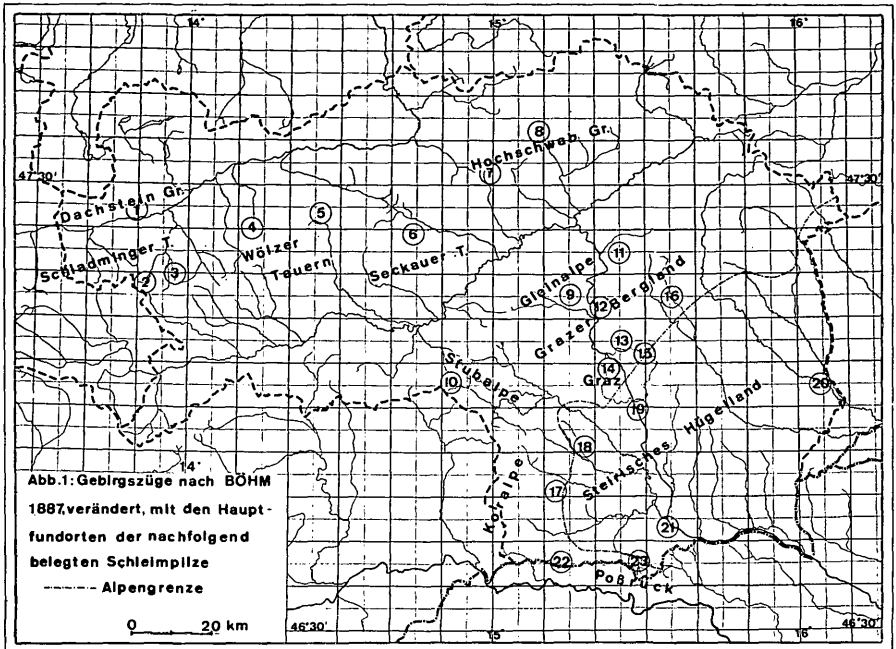 14°
15
16
8
Hochschwab Gr.
7
47°30'
47°30'
Dachstein Gr.
1
4
5
6
Wölzer
Tauern
Seckauer T.
11
Schladminger T.
2
3
Gleinalpe
9
12
16
Grazer Bergland
13
15
14
Graz
Stubalpe
10
20
19
Steirisches Hügelland
18
17
Koralpe
21
22
23
Poßruck
14°
Abb.1: Gebirgszüge nach BÖHM
1887, verändert, mit den Haupt-
fundorten der nachfolgend
belegten Schleimpilze
Alpengrenze
0 20 km
46°30'
15
16
46°30'